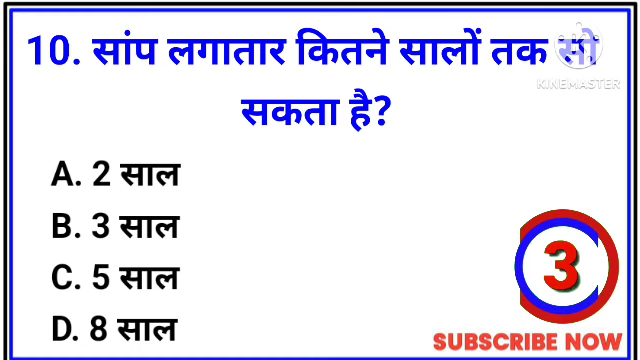 10. सांप लगातार कितने सालों तक सो
सकता है?
KINEMASTER
A. 2 साल
B. 3 साल
C. 5 साल
D. 8 साल
3
SUBSCRIBE NOW